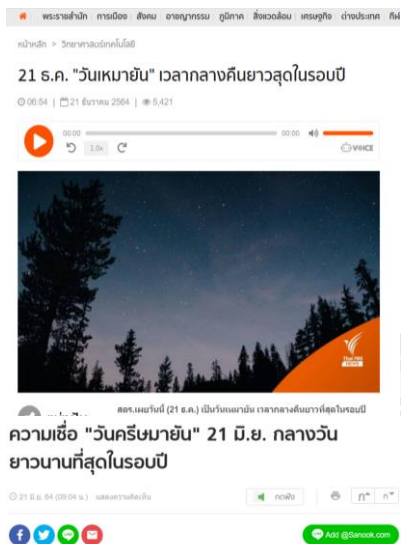 พระราชสำนัก การเมือง สังคม อาชญากรรม ภูมิภาค สิ่งแวดล้อม เศรษฐกิจ ต่างประเทศ
หน้าหลัก > วิทยาศาสตร์เทคโนโลยี
21 ธ.ค. "วันเหมายัน" เวลากลางคืนยาวสุดในรอบปี
06:54 | 21 ธันวาคม 2564 | 5,421
00:00 00:00
1.0x VOICE
Thai PBS
NEWS
สดร.เผยวันนี้ (21 ธ.ค.) เป็นวันเหมายัน เวลากลางคืนยาวที่สุดในรอบปี
ความเชื่อ "วันครีษมายัน" 21 มิ.ย. กลางวัน
ยาวนานที่สุดในรอบปี
21 มิ.ย. 64 (09:04 น.) แสดงความคิดเห็น กดฟัง ก ก
Add @Sanook.com